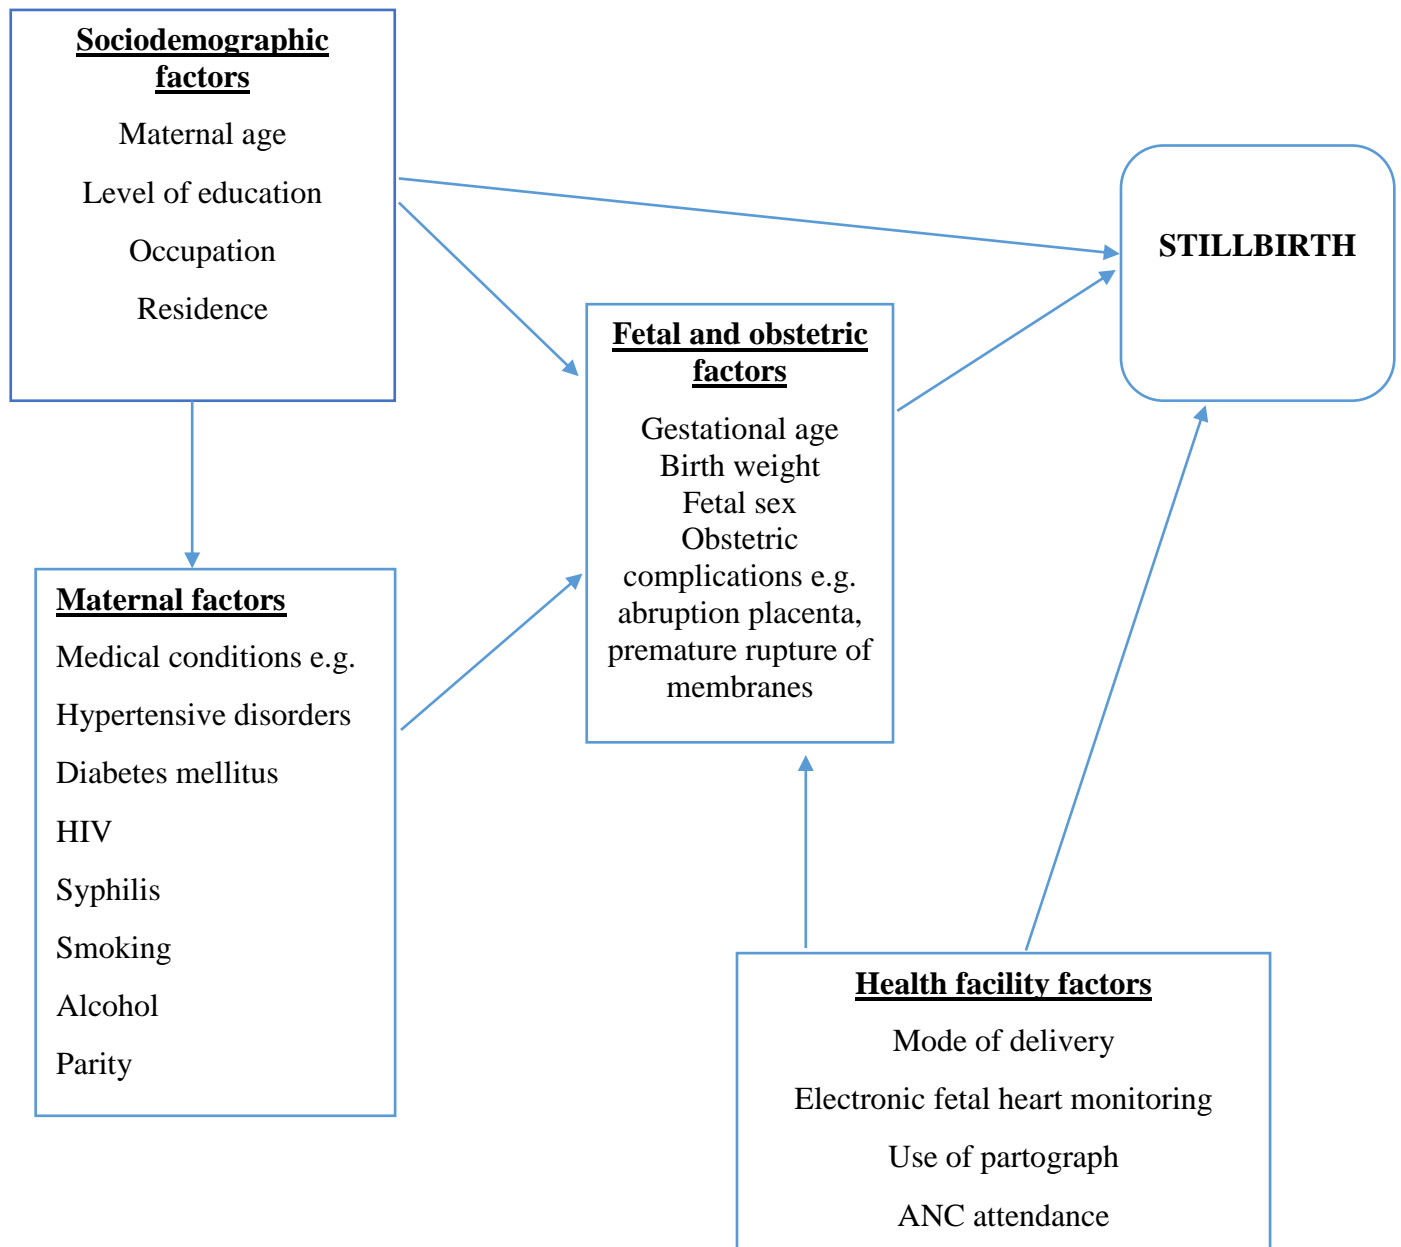 Sociodemographic
factors
Maternal age
Level of education
Occupation
Residence
STILLBIRTH
Fetal and obstetric
factors
Gestational age
Birth weight
Fetal sex
Obstetric
complications e.g.
abruption placenta,
premature rupture of
membranes
Maternal factors
Medical conditions e.g.
Hypertensive disorders
Diabetes mellitus
HIV
Syphilis
Smoking
Alcohol
Parity
Health facility factors
Mode of delivery
Electronic fetal heart monitoring
Use of partograph
ANC attendance